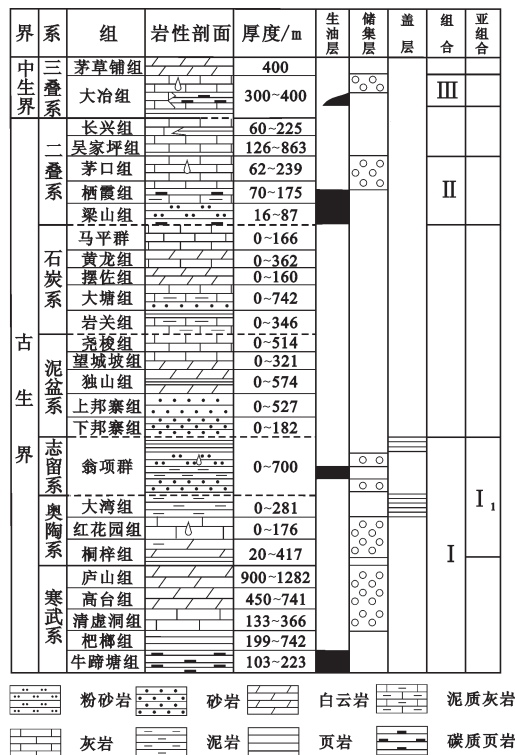 界 系 组 岩性剖面 厚度/m 生油层 储集层 盖层 组合 亚组合
中生界 三叠系 茅草铺组 400
大冶组 300~400 III
古生界 二叠系 长兴组 60~225
吴家坪组 126~863
茅口组 62~239
栖霞组 70~175 II
梁山组 16~87
石炭系 马平群 0~166
黄龙组 0~362
摆佐组 0~160
大塘组 0~742
岩关组 0~346
泥盆系 尧梭组 0~514
望城坡组 0~321
独山组 0~574
上邦寨组 0~527
下邦寨组 0~182
志留系 翁项群 0~700
奥陶系 大湾组 0~281 I 1
红花园组 0~176
桐梓组 20~417 I
寒武系 庐山组 900~1282
高台组 450~741
清虚洞组 133~366
杷榔组 199~742
牛蹄塘组 103~223
粉砂岩 砂岩 白云岩 泥质灰岩
灰岩 泥岩 页岩 碳质页岩